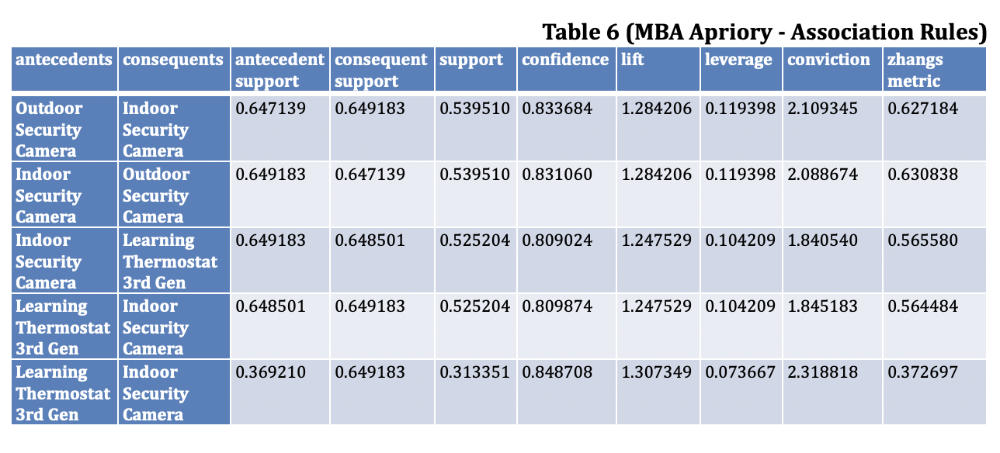 Table 6 (MBA Apriory - Association Rules)
antecedents consequents antecedent support consequent support support confidence lift leverage conviction zhangs metric
Outdoor Security Camera Indoor Security Camera 0.647139 0.649183 0.539510 0.833684 1.284206 0.119398 2.109345 0.627184
Indoor Security Camera Outdoor Security Camera 0.649183 0.647139 0.539510 0.831060 1.284206 0.119398 2.088674 0.630838
Indoor Security Camera Learning Thermostat 3rd Gen 0.649183 0.648501 0.525204 0.809024 1.247529 0.104209 1.840540 0.565580
Learning Thermostat 3rd Gen Indoor Security Camera 0.648501 0.649183 0.525204 0.809874 1.247529 0.104209 1.845183 0.564484
Learning Thermostat 3rd Gen Indoor Security Camera 0.369210 0.649183 0.313351 0.848708 1.307349 0.073667 2.318818 0.372697